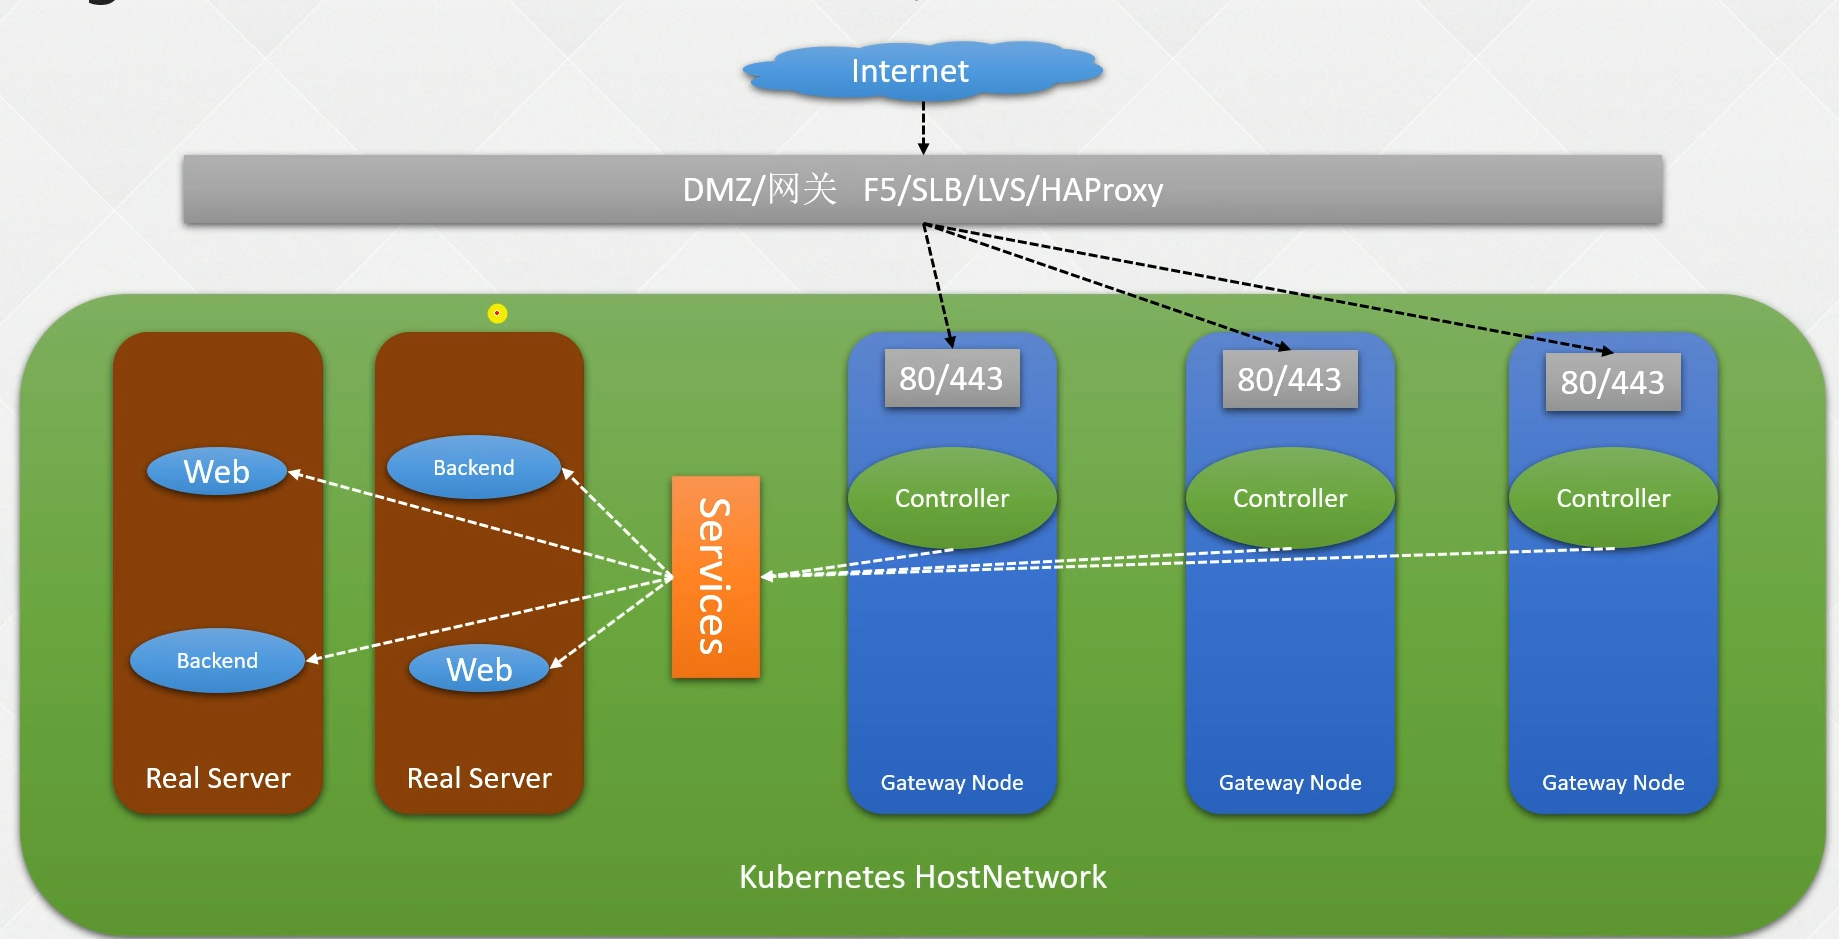 Internet
DMZ/网关 F5/SLB/LVS/HAProxy
80/443
80/443
80/443
Web
Backend
Services
Controller
Controller
Controller
Backend
Web
Real Server
Real Server
Gateway Node
Gateway Node
Gateway Node
Kubernetes HostNetwork